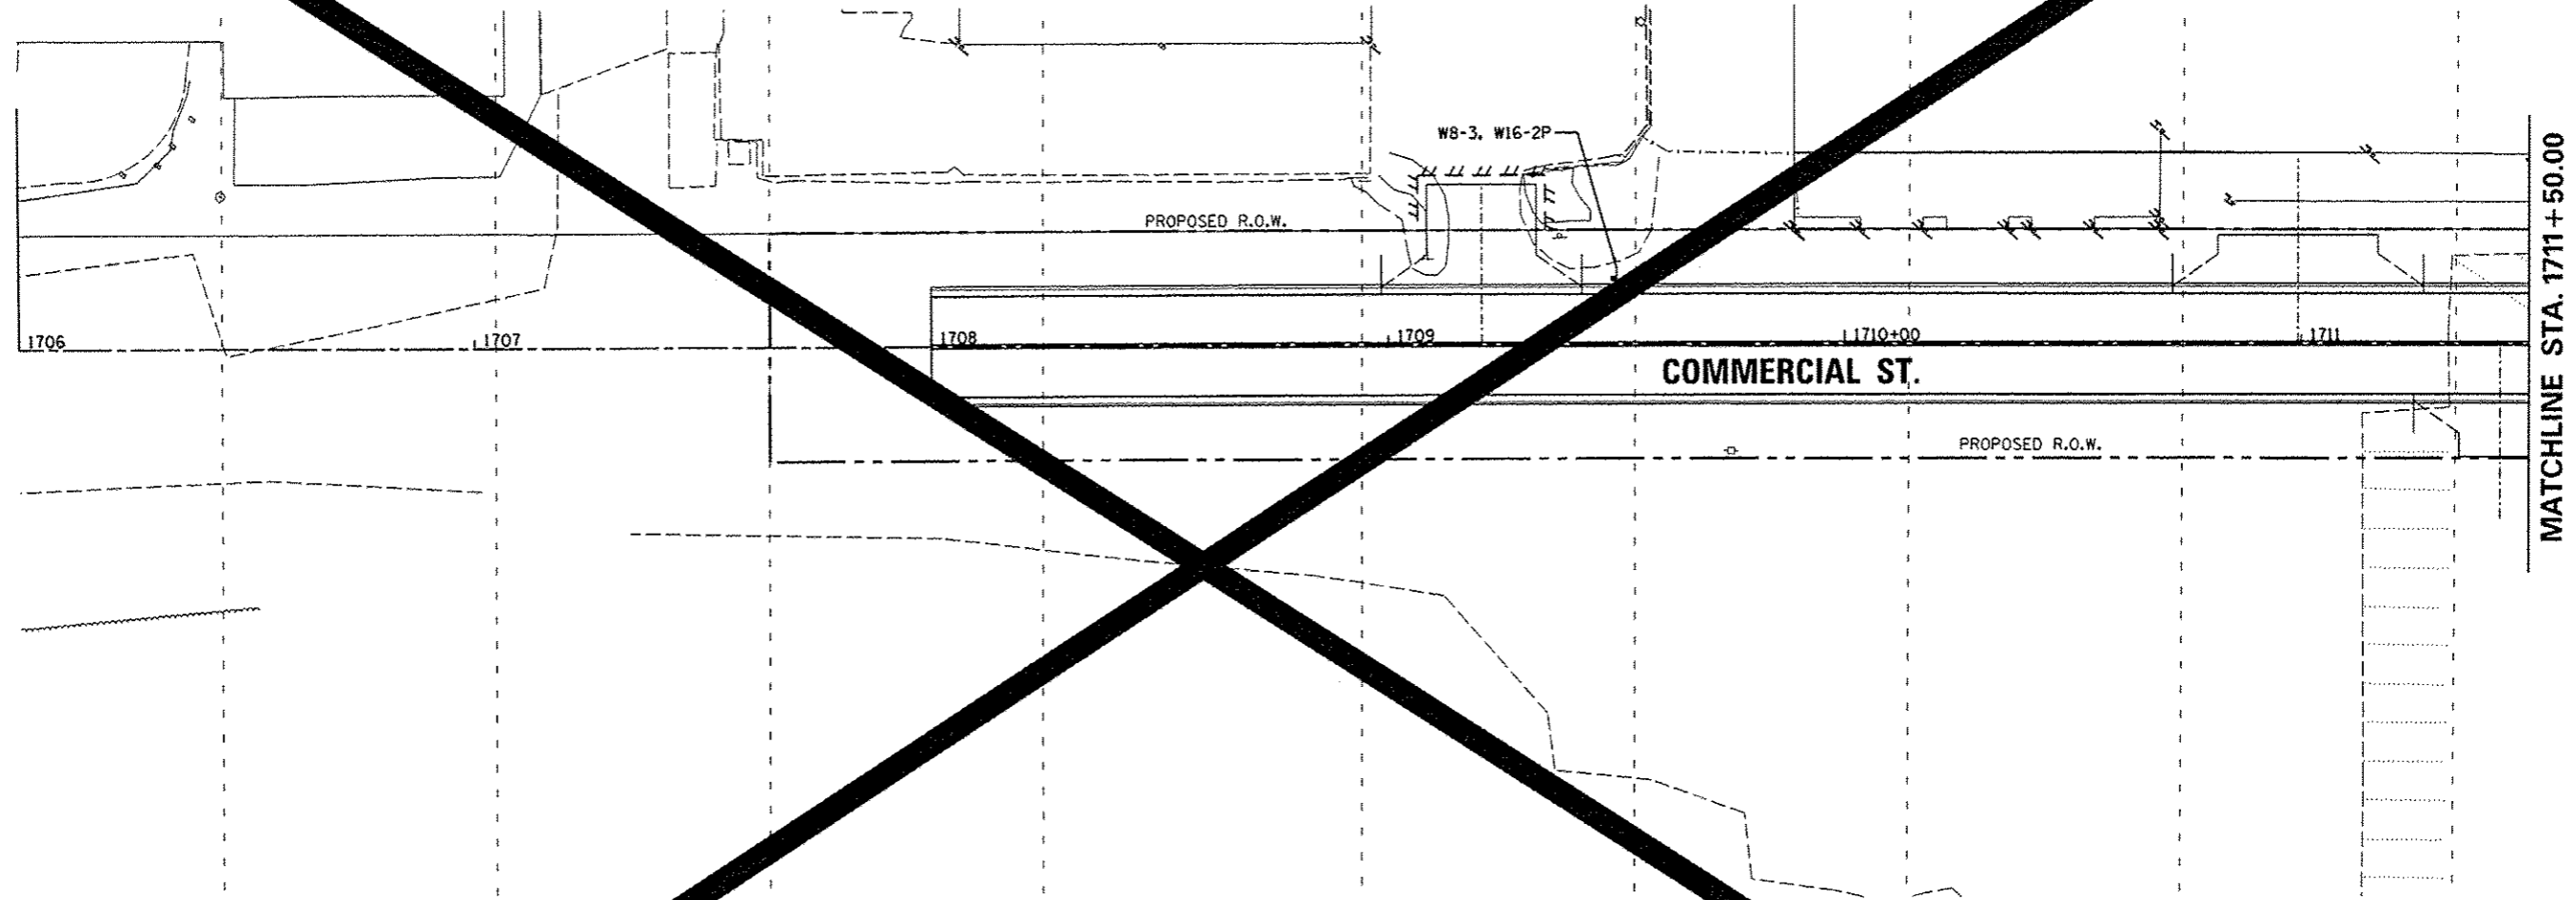 W8-3, W16-2P
PROPOSED R.O.W.
1706
1707
1708
1709
1710+00
1711
COMMERCIAL ST.
PROPOSED R.O.W.
MATCHLINE STA. 1711+50.00